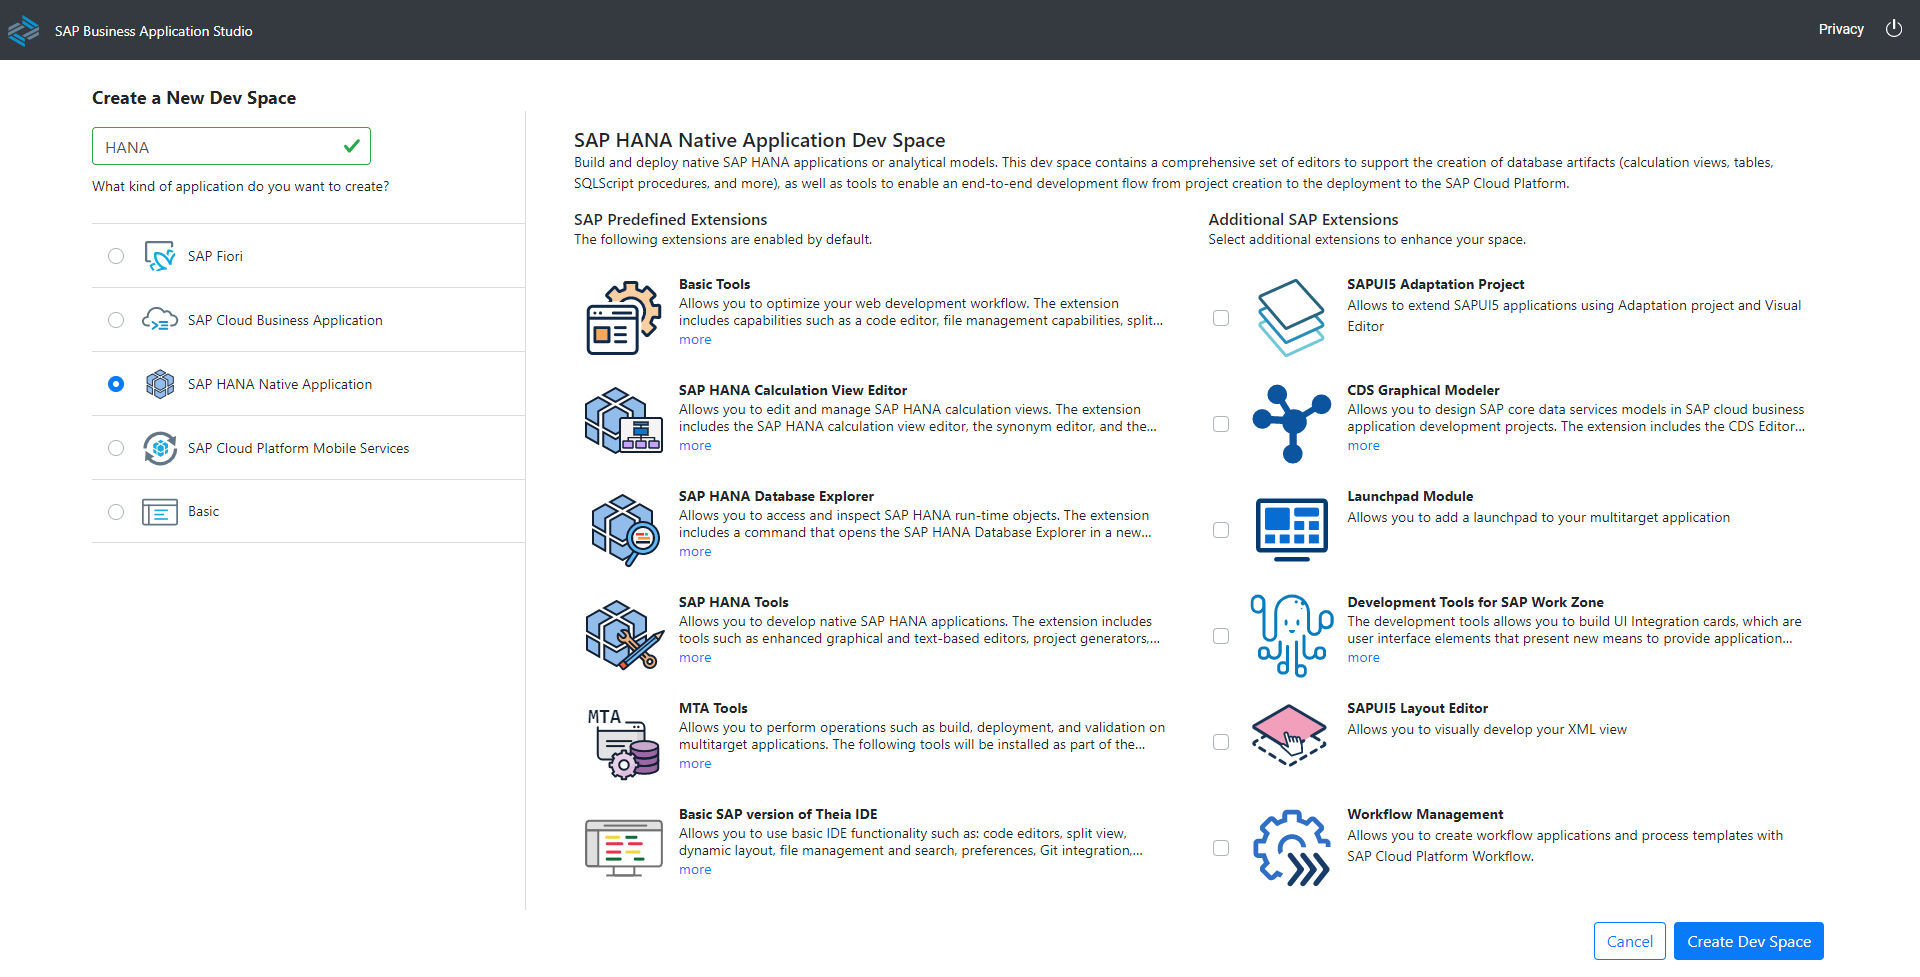 SAP Business Application Studio
Privacy
Create a New Dev Space
HANA
What kind of application do you want to create?
SAP Fiori
SAP Cloud Business Application
SAP HANA Native Application
SAP Cloud Platform Mobile Services
Basic
SAP HANA Native Application Dev Space
Build and deploy native SAP HANA applications or analytical models. This dev space contains a comprehensive set of editors to support the creation of database artifacts (calculation views, tables,
SQLScript procedures, and more), as well as tools to enable an end-to-end development flow from project creation to the deployment to the SAP Cloud Platform.
SAP Predefined Extensions
The following extensions are enabled by default.
Basic Tools
Allows you to optimize your web development workflow. The extension
includes capabilities such as a code editor, file management capabilities, split...
more
SAP HANA Calculation View Editor
Allows you to edit and manage SAP HANA calculation views. The extension
includes the SAP HANA calculation view editor, the synonym editor, and the...
more
SAP HANA Database Explorer
Allows you to access and inspect SAP HANA run-time objects. The extension
includes a command that opens the SAP HANA Database Explorer in a new...
more
SAP HANA Tools
Allows you to develop native SAP HANA applications. The extension includes
tools such as enhanced graphical and text-based editors, project generators,...
more
MTA
MTA Tools
Allows you to perform operations such as build, deployment, and validation on
multitarget applications. The following tools will be installed as part of the...
more
Basic SAP version of Theia IDE
Allows you to use basic IDE functionality such as: code editors, split view,
dynamic layout, file management and search, preferences, Git integration,...
more
Additional SAP Extensions
Select additional extensions to enhance your space.
SAPUI5 Adaptation Project
Allows to extend SAPUI5 applications using Adaptation project and Visual
Editor
CDS Graphical Modeler
Allows you to design SAP core data services models in SAP cloud business
application development projects. The extension includes the CDS Editor...
more
Launchpad Module
Allows you to add a launchpad to your multitarget application
Development Tools for SAP Work Zone
The development tools allows you to build UI Integration cards, which are
user interface elements that present new means to provide application...
more
SAPUI5 Layout Editor
Allows you to visually develop your XML view
Workflow Management
Allows you to create workflow applications and process templates with
SAP Cloud Platform Workflow.
Cancel
Create Dev Space